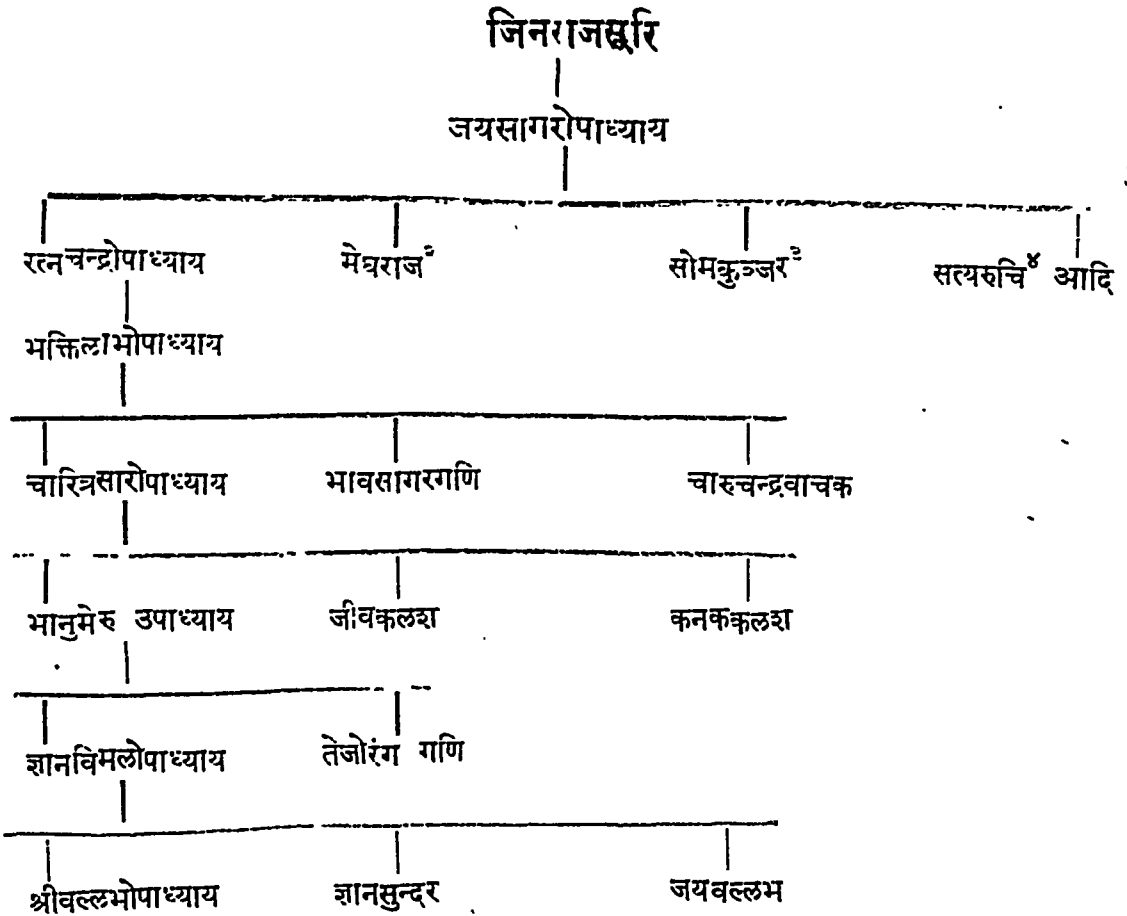 जिनराजसूरि
जयसागरोपाध्याय
रत्नचन्द्रोपाध्याय मेघराज² सोमकुञ्जर³ सत्यरुचि⁴ आदि
भक्तिलाभोपाध्याय
चारित्रसारोपाध्याय भावसागरगणि चारुचन्द्रवाचक
भानुमेरु उपाध्याय जीवकलश कनककलश
ज्ञानविमलोपाध्याय तेजोरंग गणि
श्रीवल्लभोपाध्याय ज्ञानसुन्दर जयवल्लभ